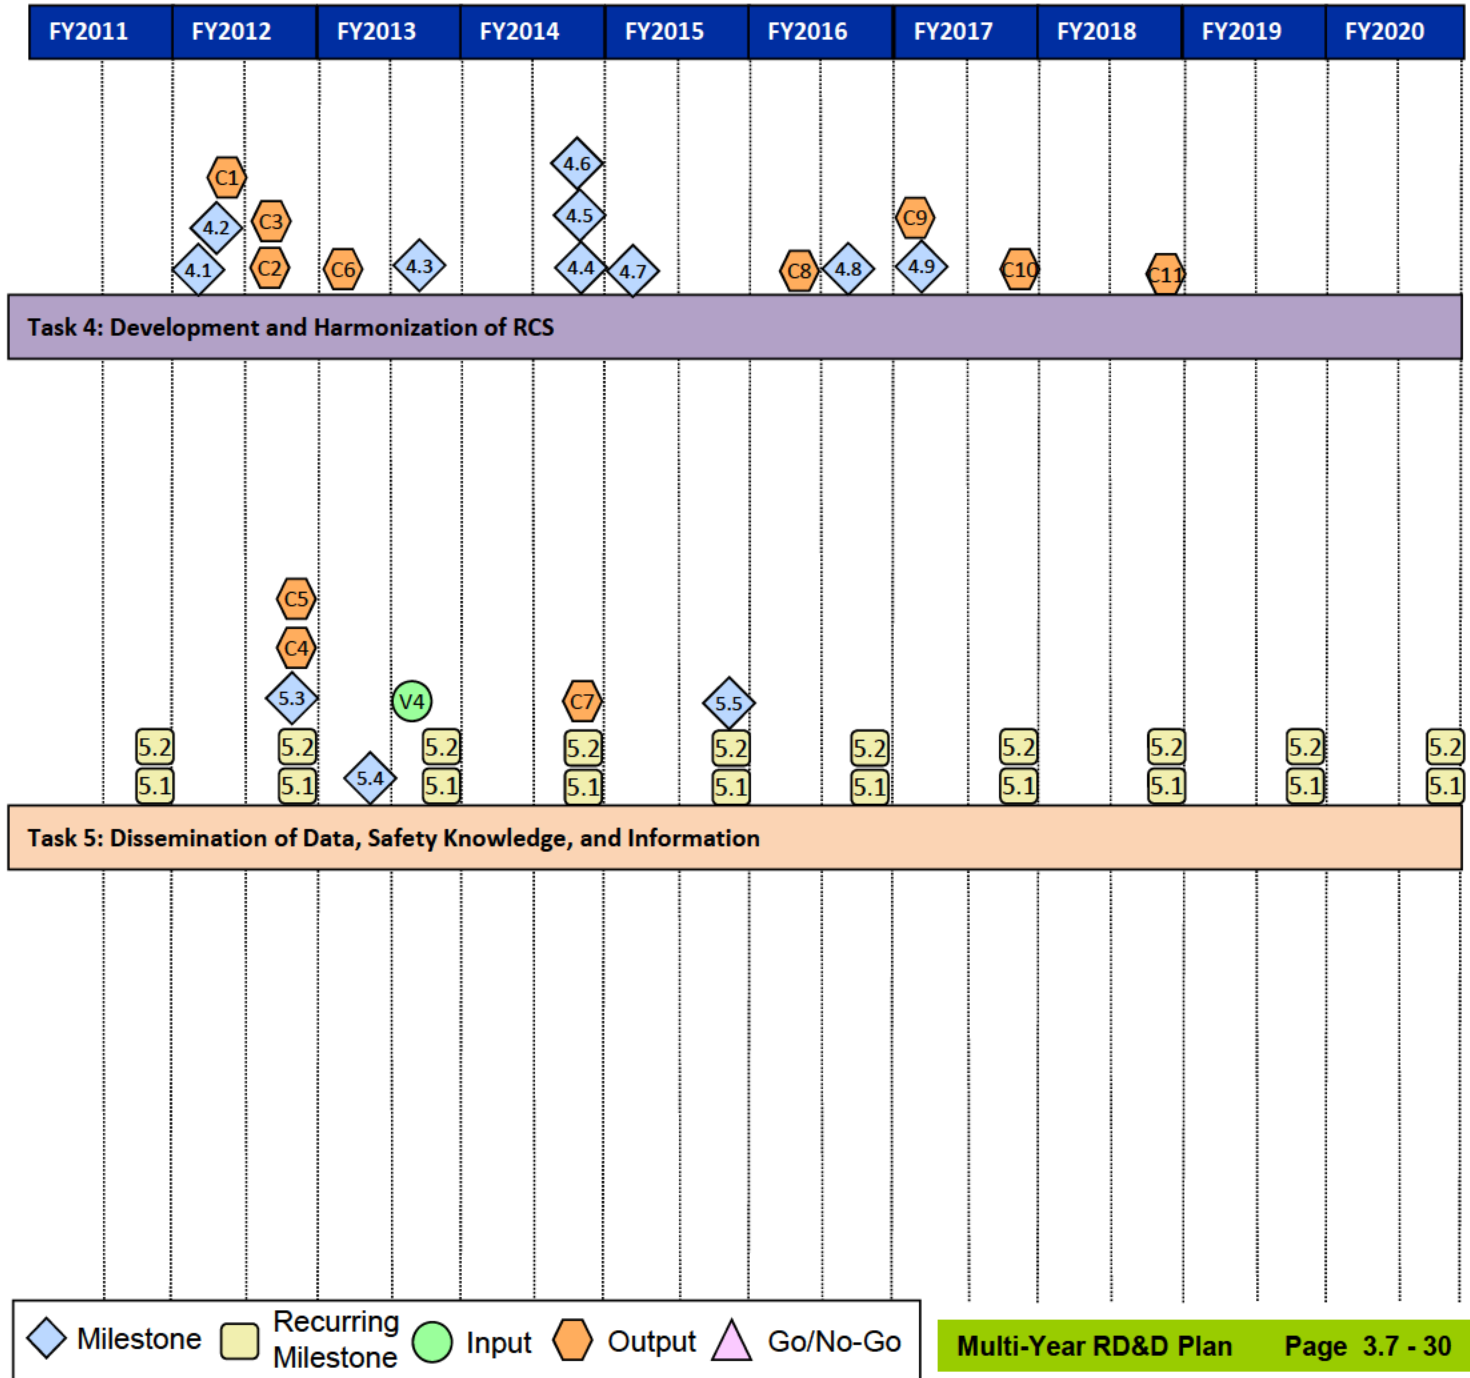 FY2011 FY2012 FY2013 FY2014 FY2015 FY2016 FY2017 FY2018 FY2019 FY2020
4.6
C1
4.5
C9
C3
4.2
4.3
4.9
4.4
C2
4.8
C6
4.1
C10
4.7
C8
C11
Task 4: Development and Harmonization of RCS
C5
C4
5.3
V4
C7
5.5
5.2 5.2 5.2 5.2 5.2 5.2 5.2 5.2 5.2 5.2
5.4
5.1 5.1 5.1 5.1 5.1 5.1 5.1 5.1 5.1 5.1
Task 5: Dissemination of Data, Safety Knowledge, and Information
Milestone
Recurring
Milestone
Input
Output
Go/No-Go
Multi-Year RD&D Plan Page 3.7 - 30